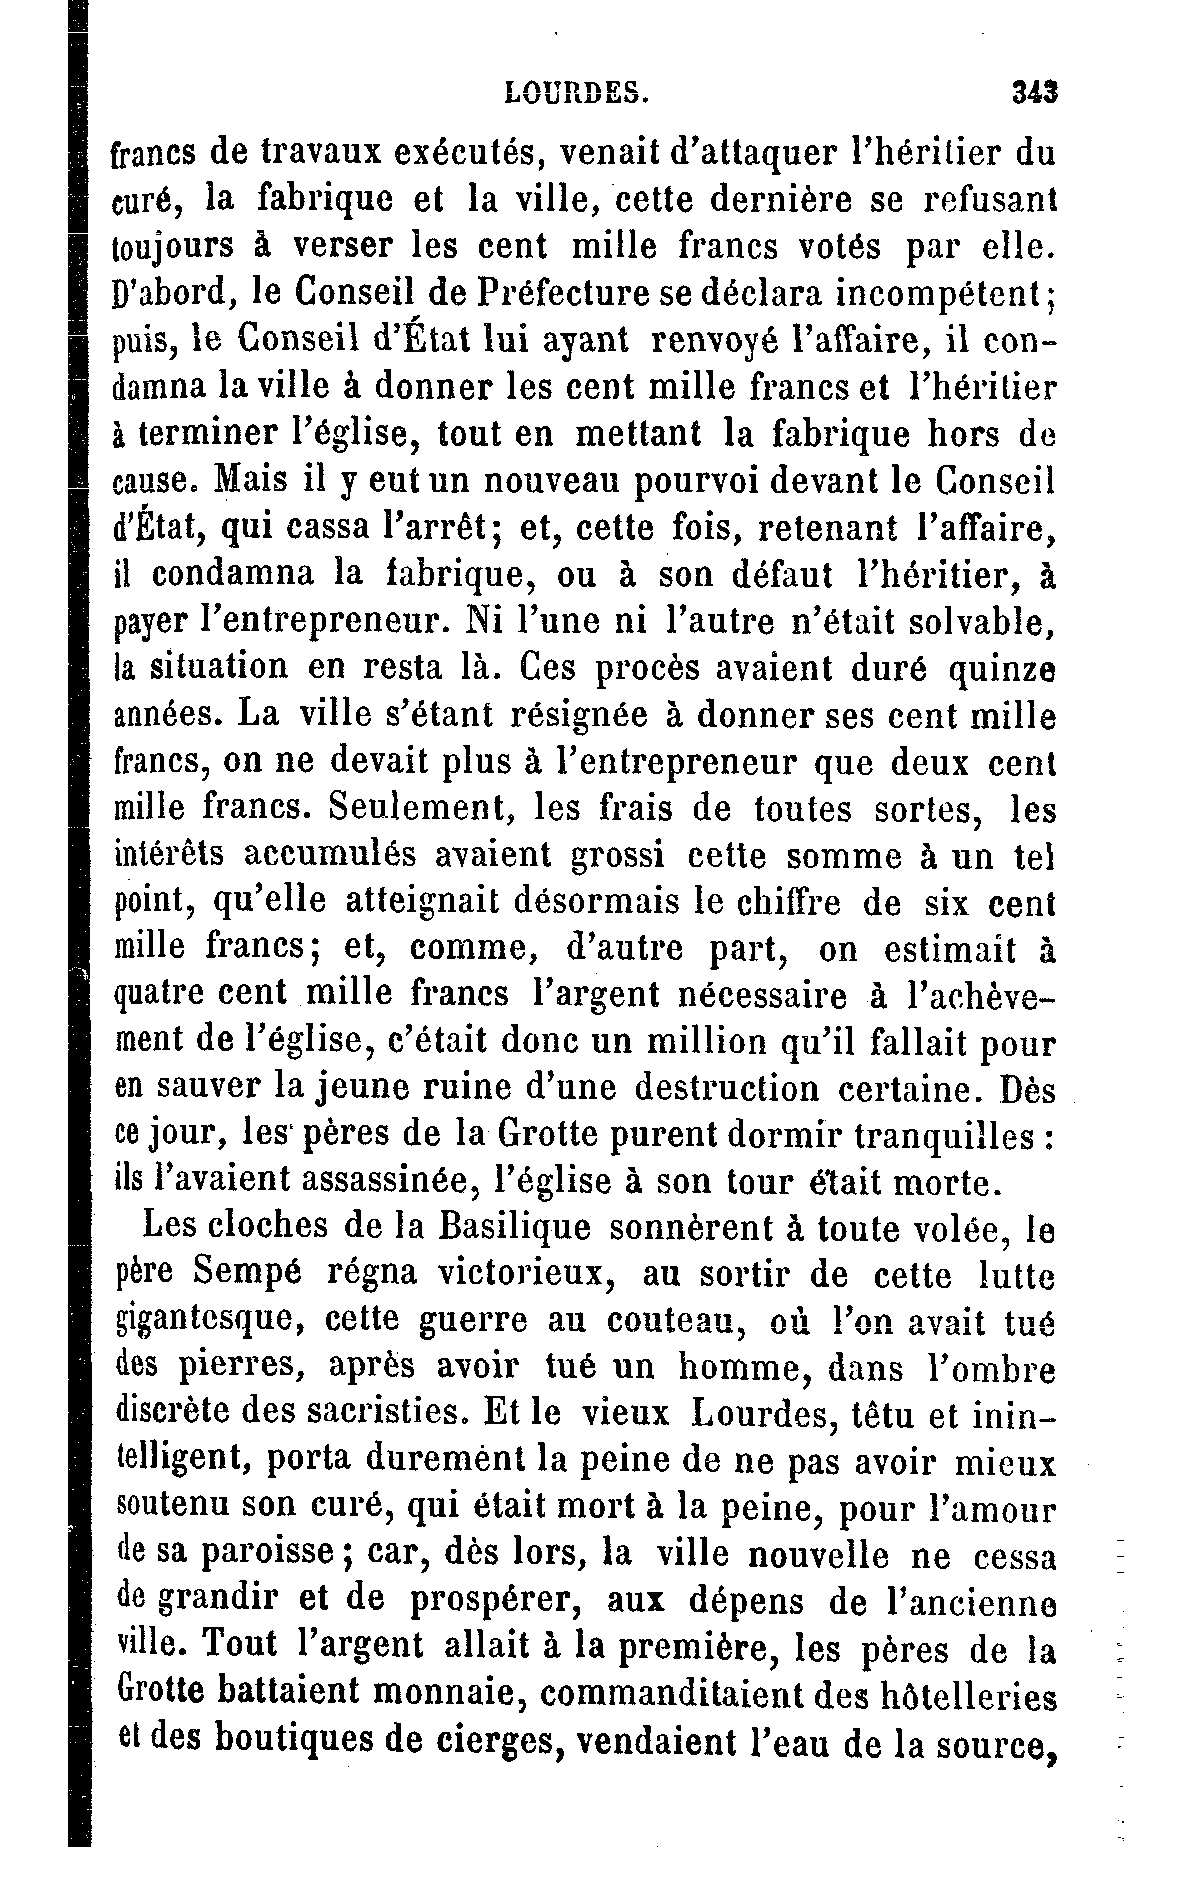 LOURDES. 343
francs de travaux exécutés, venait d'attaquer l'héritier du
curé, la fabrique et la ville, cette dernière se refusant
toujours à verser les cent mille francs votés par elle.
D'abord, le Conseil de Préfecture se déclara incompétent;
puis, le Conseil d'État lui ayant renvoyé l'affaire, il con-
damna la ville à donner les cent mille francs et l'héritier
à terminer l'église, tout en mettant la fabrique hors de
cause. Mais il y eut un nouveau pourvoi devant le Conseil
d'État, qui cassa l'arrêt; et, cette fois, retenant l'affaire,
il condamna la fabrique, ou à son défaut l'héritier, à
payer l'entrepreneur. Ni l'une ni l'autre n'était solvable,
la situation en resta là. Ces procès avaient duré quinze
années. La ville s'étant résignée à donner ses cent mille
francs, on ne devait plus à l'entrepreneur que deux cent
mille francs. Seulement, les frais de toutes sortes, les
intérêts accumulés avaient grossi cette somme à un tel
point, qu'elle atteignait désormais le chiffre de six cent
mille francs; et, comme, d'autre part, on estimait à
quatre cent mille francs l'argent nécessaire à l'achève-
ment de l'église, c'était donc un million qu'il fallait pour
en sauver la jeune ruine d'une destruction certaine. Dès
ce jour, les pères de la Grotte purent dormir tranquilles :
ils l'avaient assassinée, l'église à son tour était morte.
Les cloches de la Basilique sonnèrent à toute volée, le
père Sempé régna victorieux, au sortir de cette lutte
gigantesque, cette guerre au couteau, où l'on avait tué
des pierres, après avoir tué un homme, dans l'ombre
discrète des sacristies. Et le vieux Lourdes, têtu et inin-
telligent, porta durement la peine de ne pas avoir mieux
soutenu son curé, qui était mort à la peine, pour l'amour
de sa paroisse; car, dès lors, la ville nouvelle ne cessa
de grandir et de prospérer, aux dépens de l'ancienne
ville. Tout l'argent allait à la première, les pères de la
Grotte battaient monnaie, commanditaient des hôtelleries
et des boutiques de cierges, vendaient l'eau de la source,